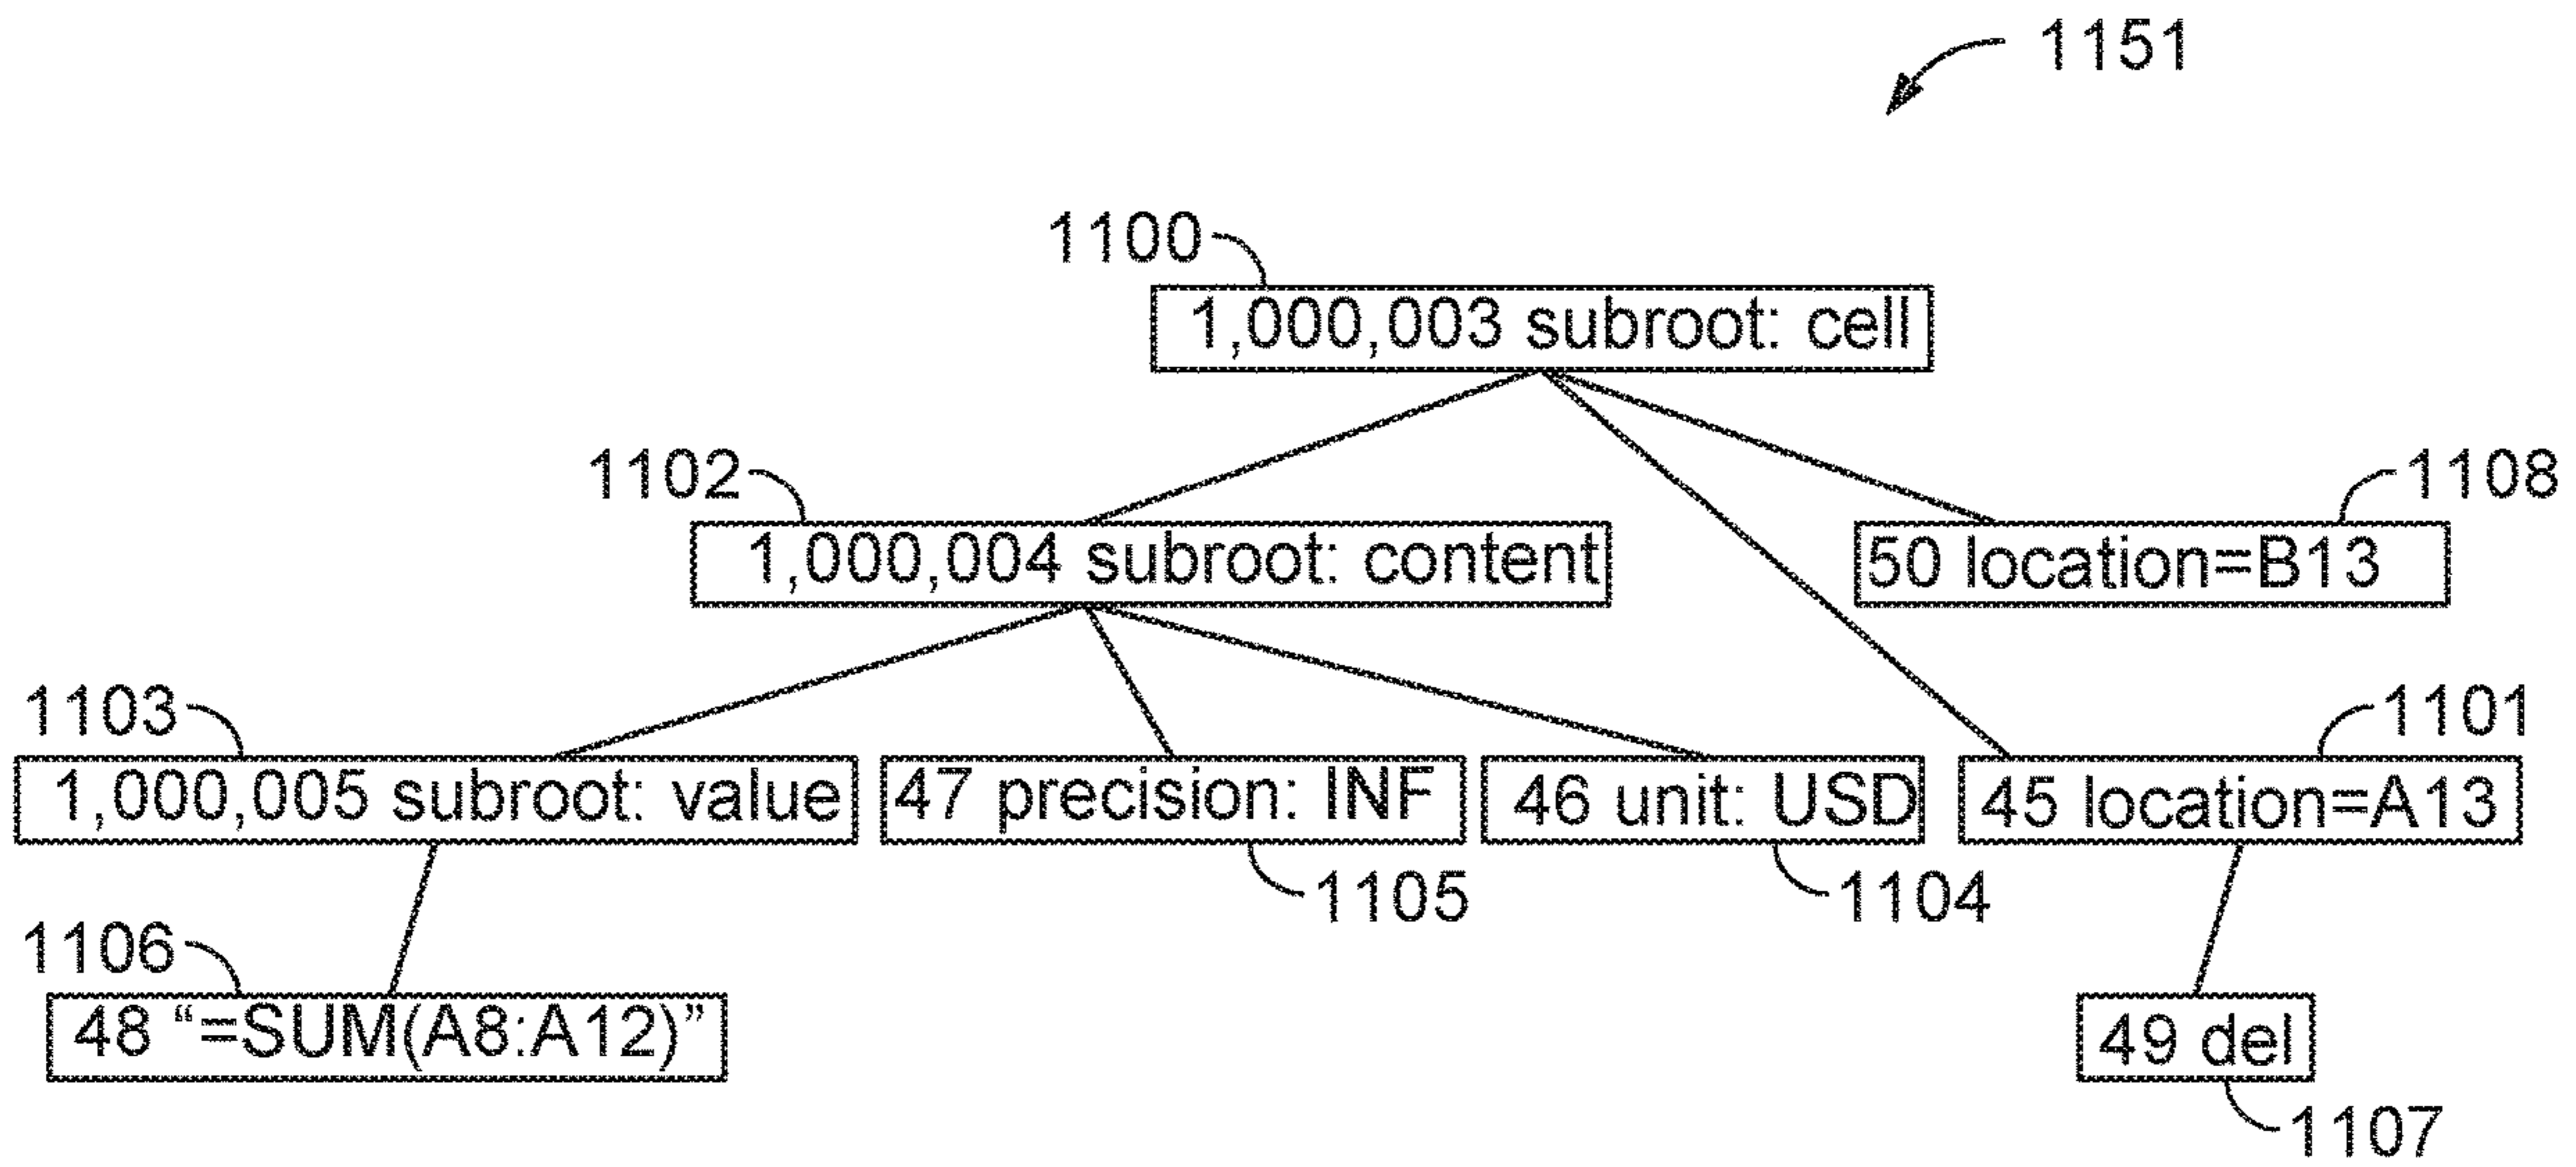 1151
1100
1,000,003 subroot: cell
1102
1108
1,000,004 subroot: content
50 location=B13
1103
1101
1,000,005 subroot: value
47 precision: INF
46 unit: USD
45 location=A13
1105
1104
1106
48 “=SUM(A8:A12)”
49 del
1107